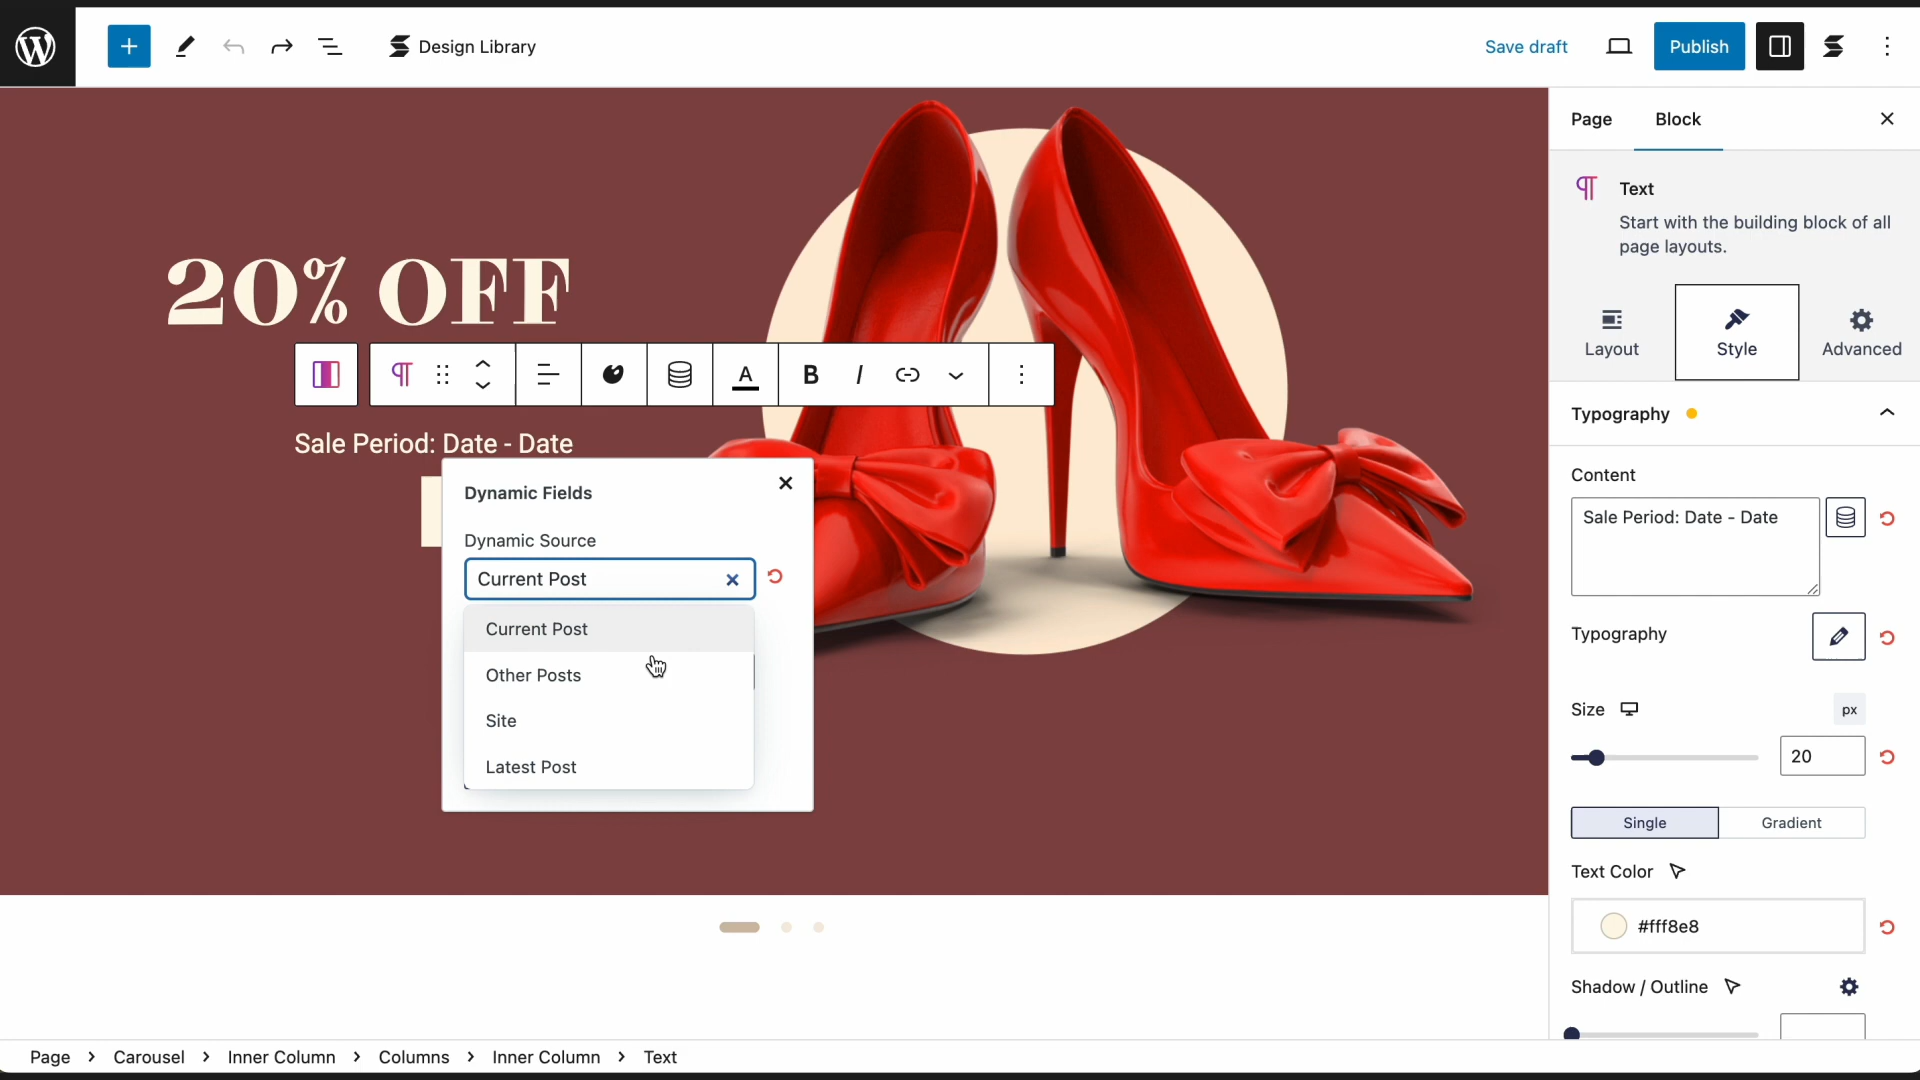 Design Library
Save draft
Publish
Page
Block
Text
Start with the building block of all
page layouts.
Layout
Style
Advanced
20% OFF
A
B
I
Sale Period: Date - Date
Dynamic Fields
Dynamic Source
Current Post
Current Post
Other Posts
Site
Latest Post
Typography
Content
Sale Period: Date - Date
Typography
Size
px
20
Single
Gradient
Text Color
#fff8e8
Shadow / Outline
Page > Carousel > Inner Column > Columns > Inner Column > Text